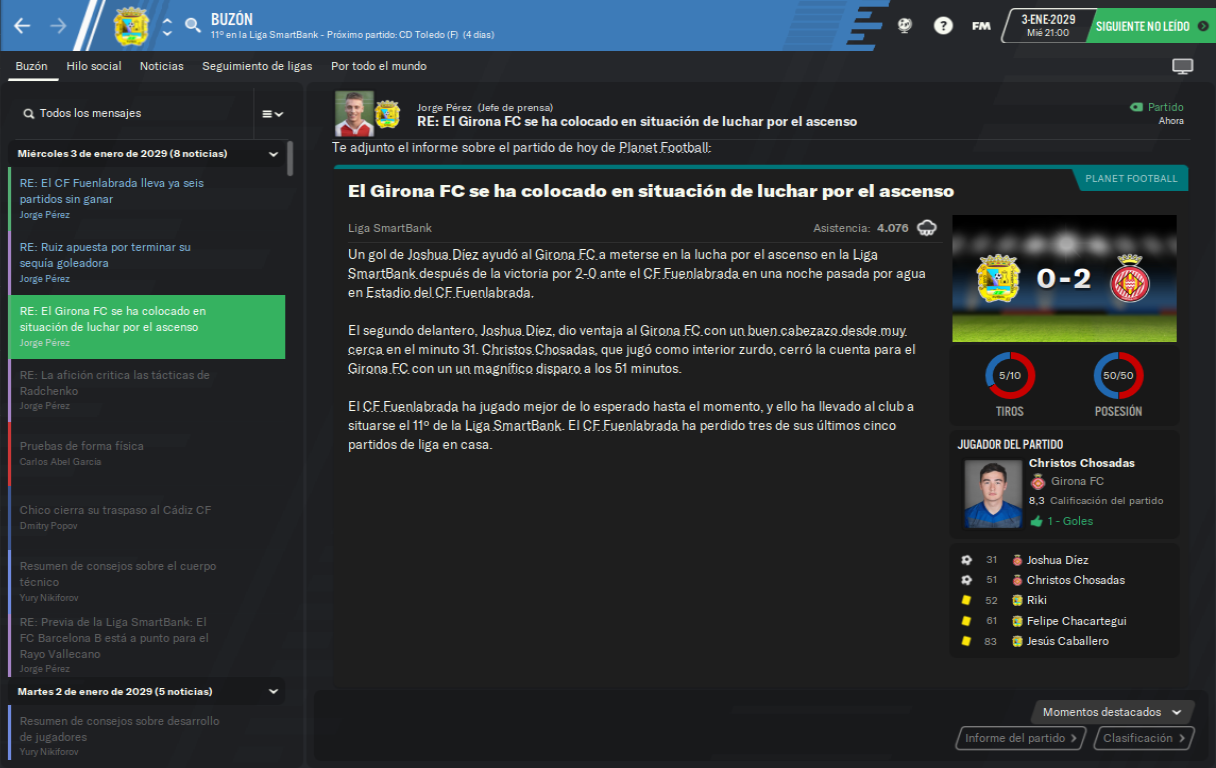 BUZÓN
11º en la Liga SmartBank - Próximo partido: CD Toledo (F) (4 días)
?
FM
3-ENE-2029
Mié 21:00
SIGUIENTE NO LEÍDO
Buzón
Hilo social
Noticias
Seguimiento de ligas
Por todo el mundo
Todos los mensajes
Miércoles 3 de enero de 2029 (8 noticias)
RE: El CF Fuenlabrada lleva ya seis
partidos sin ganar
Jorge Pérez
RE: Ruiz apuesta por terminar su
sequía goleadora
Jorge Pérez
RE: El Girona FC se ha colocado en
situación de luchar por el ascenso
Jorge Pérez
RE: La afición critica las tácticas de
Radchenko
Jorge Pérez
Pruebas de forma física
Carlos Abel García
Chico cierra su traspaso al Cádiz CF
Dmitry Popov
Resumen de consejos sobre el cuerpo
técnico
Yury Nikiforov
RE: Previa de la Liga SmartBank: El
FC Barcelona B está a punto para el
Rayo Vallecano
Jorge Pérez
Martes 2 de enero de 2029 (5 noticias)
Resumen de consejos sobre desarrollo
de jugadores
Yury Nikiforov
Jorge Pérez (Jefe de prensa)
RE: El Girona FC se ha colocado en situación de luchar por el ascenso
Partido
Ahora
Te adjunto el informe sobre el partido de hoy de Planet Football:
PLANET FOOTBALL
El Girona FC se ha colocado en situación de luchar por el ascenso
Liga SmartBank
Asistencia: 4.076
Un gol de Joshua Díez ayudó al Girona FC a meterse en la lucha por el ascenso en la Liga
SmartBank después de la victoria por 2-0 ante el CF Fuenlabrada en una noche pasada por agua
en Estadio del CF Fuenlabrada.
El segundo delantero, Joshua Díez, dio ventaja al Girona FC con un buen cabezazo desde muy
cerca en el minuto 31. Christos Chosadas, que jugó como interior zurdo, cerró la cuenta para el
Girona FC con un un magnífico disparo a los 51 minutos.
El CF Fuenlabrada ha jugado mejor de lo esperado hasta el momento, y ello ha llevado al club a
situarse el 11º de la Liga SmartBank. El CF Fuenlabrada ha perdido tres de sus últimos cinco
partidos de liga en casa.
0-2
5/10
TIROS
50/50
POSESIÓN
JUGADOR DEL PARTIDO
Christos Chosadas
Girona FC
8,3 Calificación del partido
1 - Goles
31 Joshua Díez
51 Christos Chosadas
52 Riki
61 Felipe Chacartegui
83 Jesús Caballero
Momentos destacados
Informe del partido
Clasificación